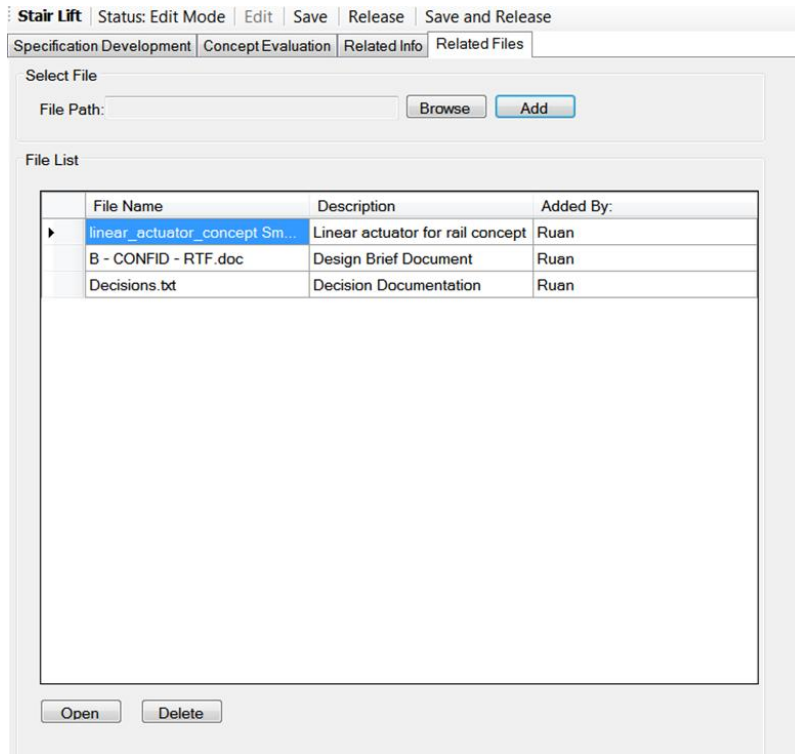 Stair Lift Status: Edit Mode Edit Save Release Save and Release
Specification Development Concept Evaluation Related Info Related Files
Select File
File Path: Browse Add
File List
File Name Description Added By:
linear_actuator_concept Sm... Linear actuator for rail concept Ruan
B - CONFID - RTF.doc Design Brief Document Ruan
Decisions.txt Decision Documentation Ruan
Open Delete